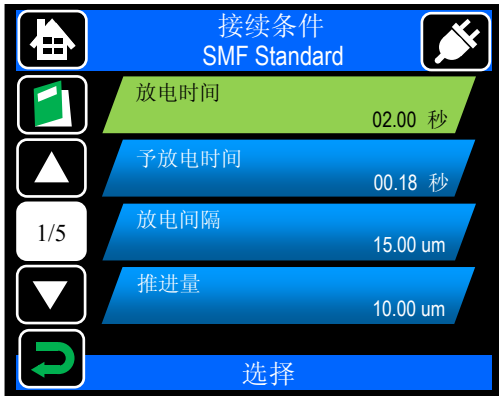 接续条件
SMF Standard
放电时间
02.00 秒
予放电时间
00.18 秒
1/5
放电间隔
15.00 um
推进量
10.00 um
选择